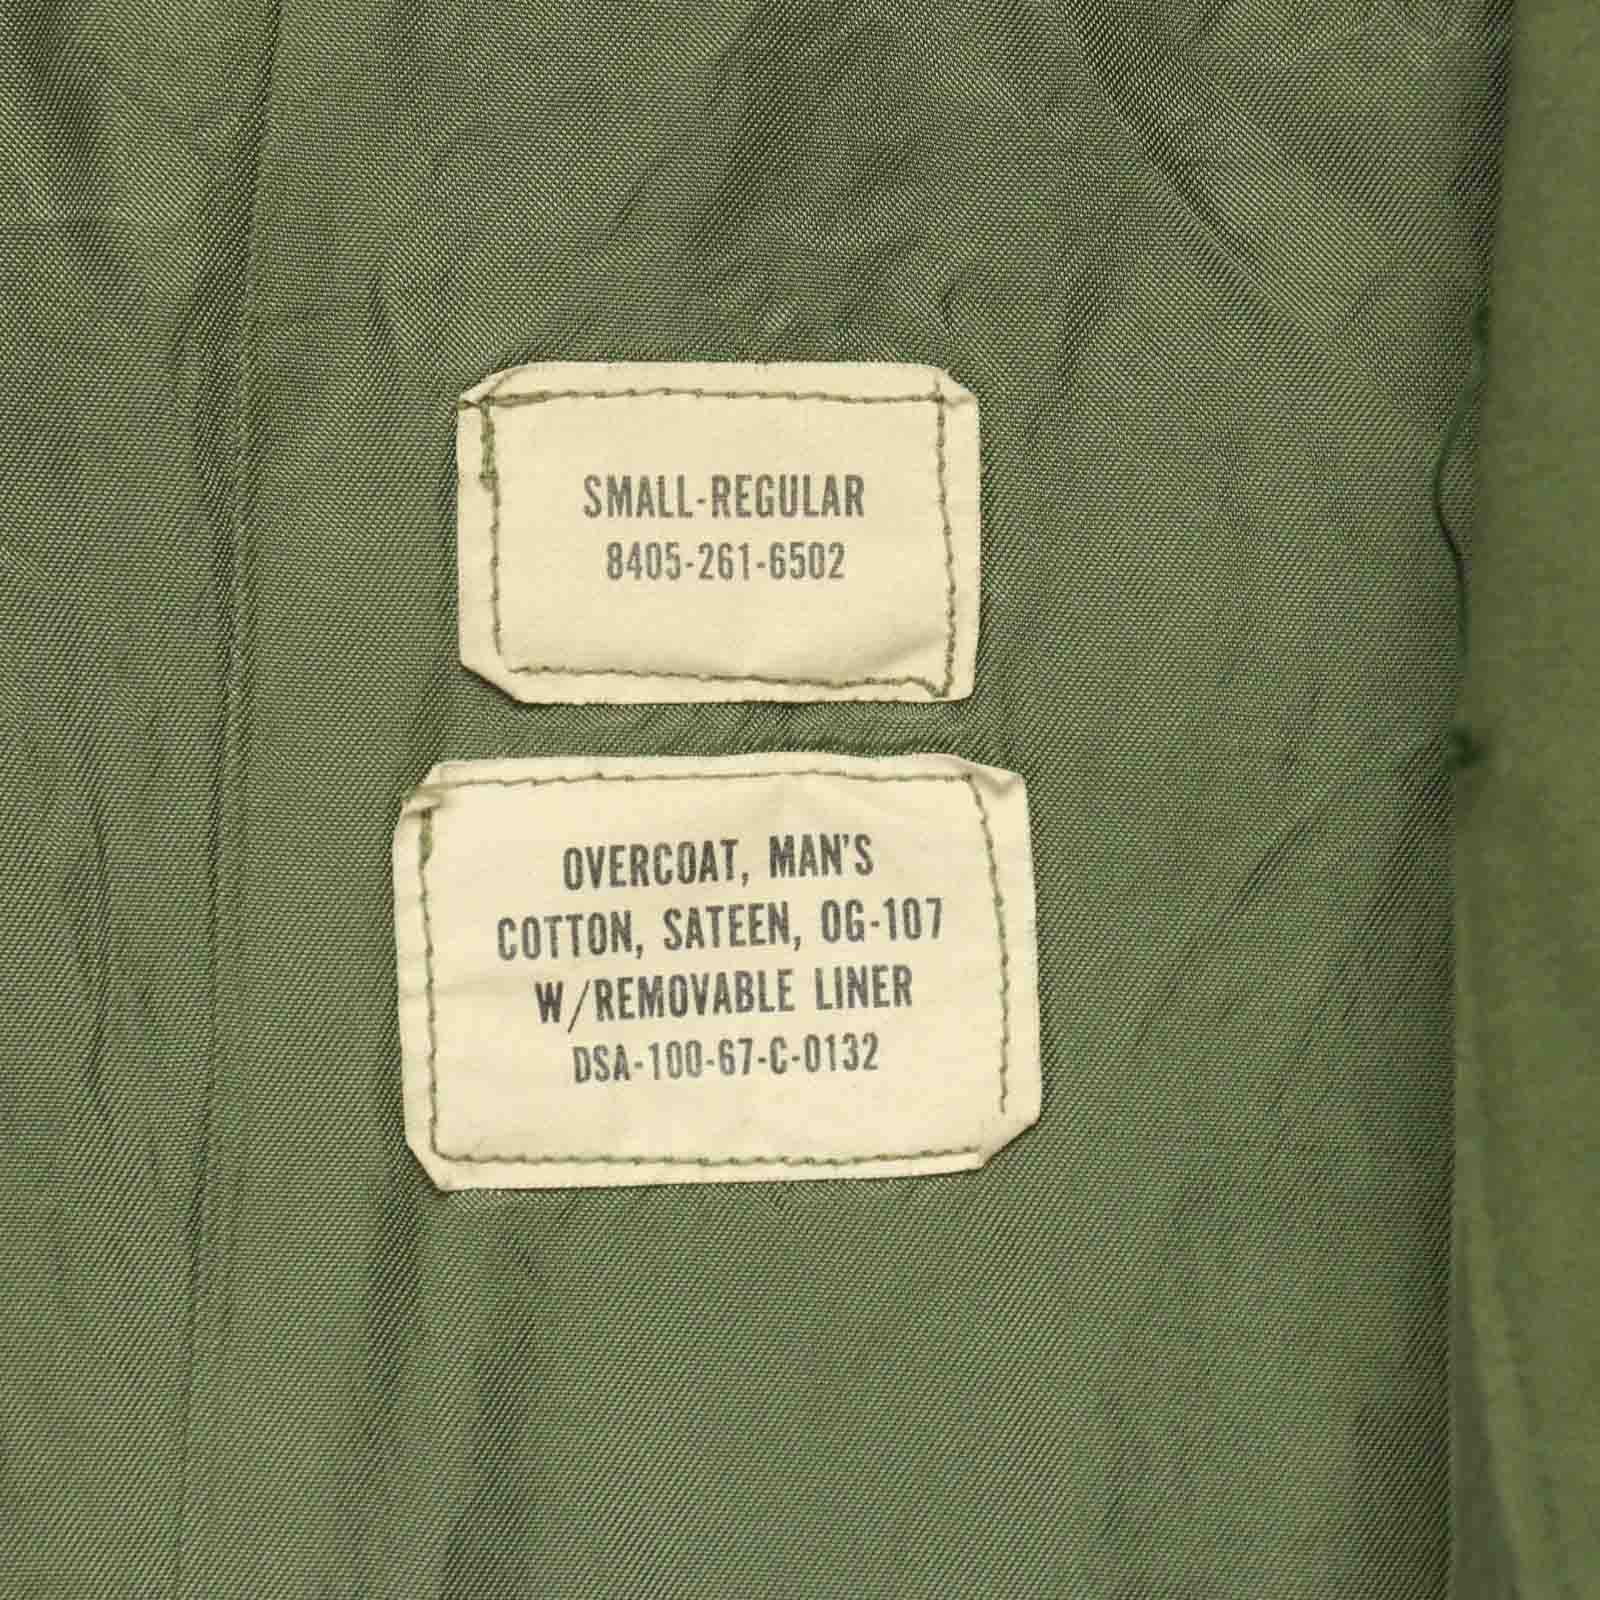 SMALL-REGULAR
8405-261-6502
OVERCOAT, MAN'S
COTTON, SATEEN, OG-107
W/REMOVABLE LINER
DSA-100-67-C-0132